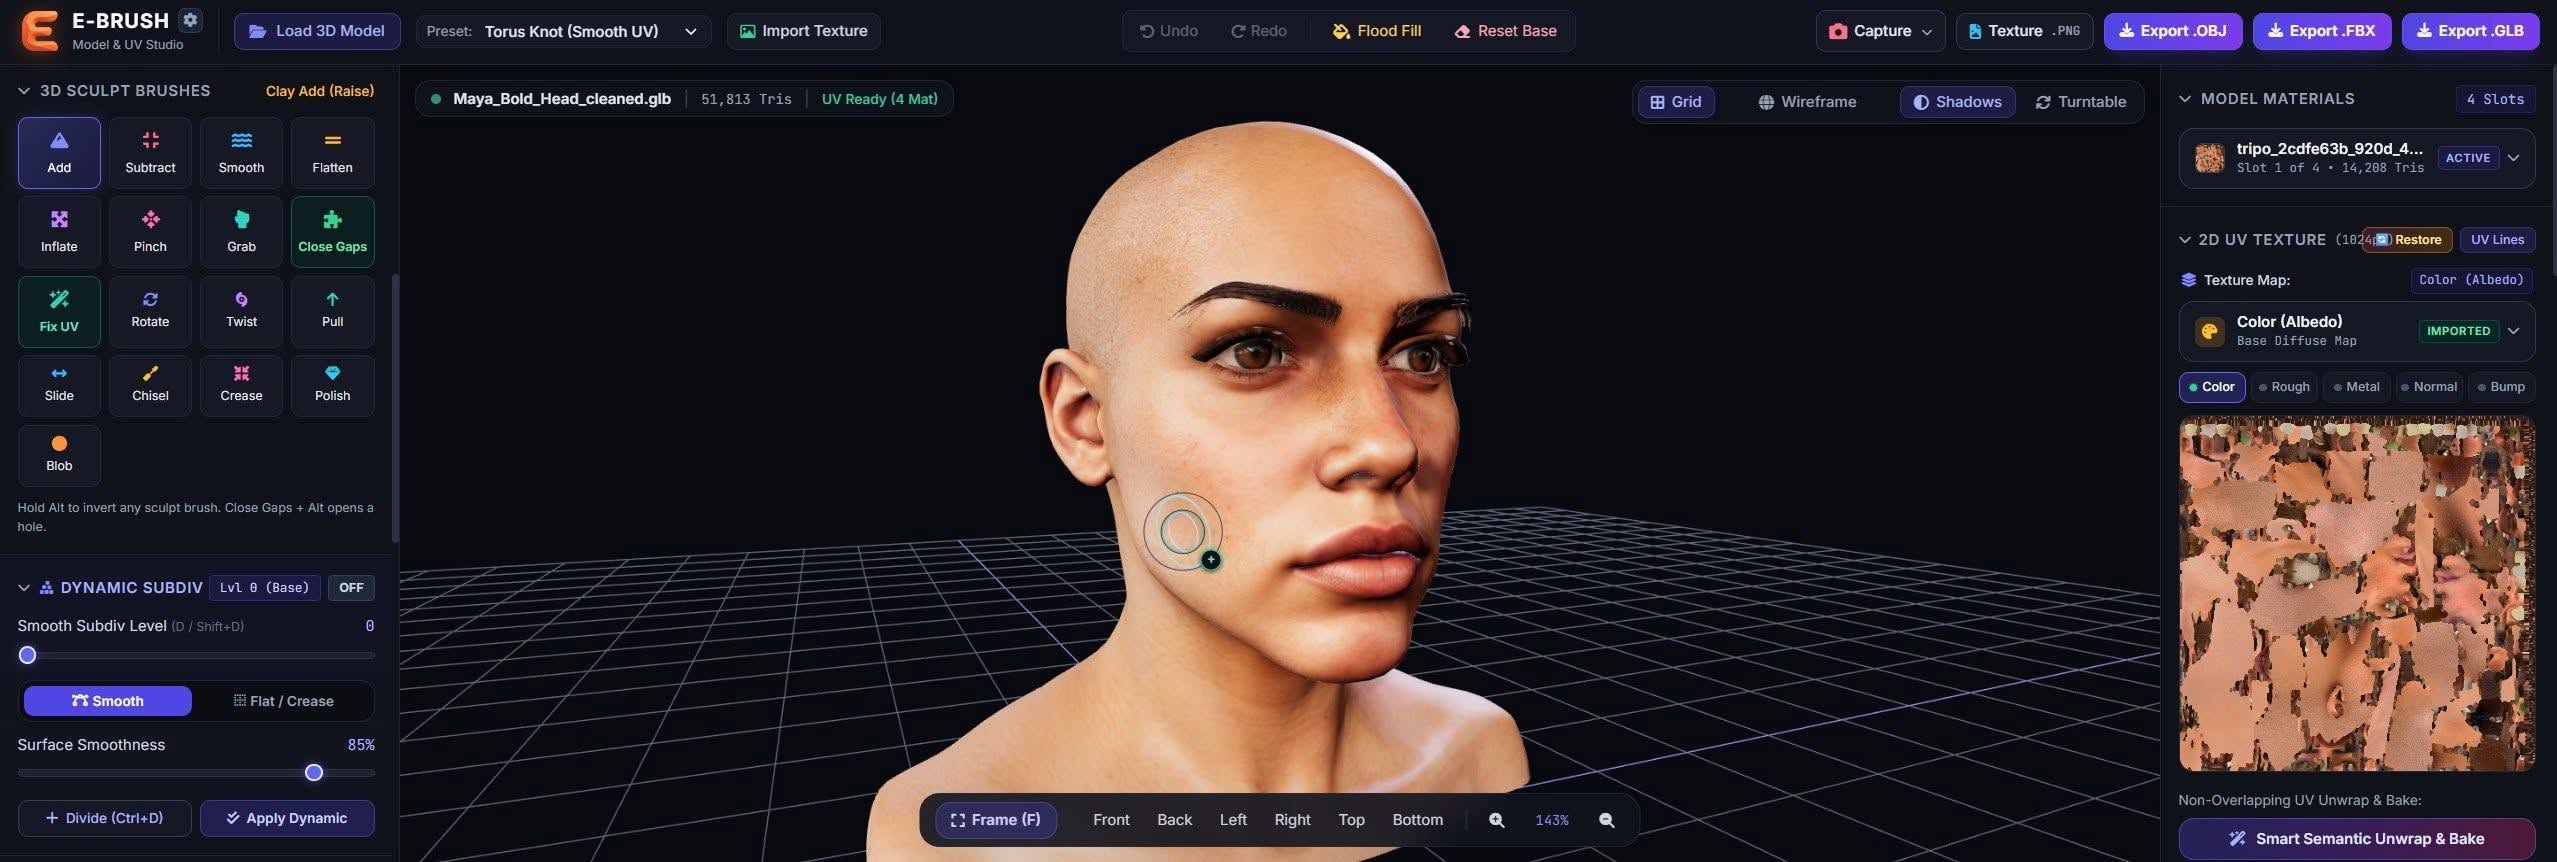 E-BRUSH
Model & UV Studio
Load 3D Model
Preset: Torus Knot (Smooth UV)
Import Texture
Undo
Redo
Flood Fill
Reset Base
Capture
Texture .PNG
Export .OBJ
Export .FBX
Export .GLB
3D SCULPT BRUSHES
Clay Add (Raise)
Add
Subtract
Smooth
Flatten
Inflate
Pinch
Grab
Close Gaps
Fix UV
Rotate
Twist
Pull
Slide
Chisel
Crease
Polish
Blob
Hold Alt to invert any sculpt brush. Close Gaps + Alt opens a
hole.
DYNAMIC SUBDIV
Lvl 0 (Base)
OFF
Smooth Subdiv Level (D / Shift+D)
0
Smooth
Flat / Crease
Surface Smoothness
85%
Divide (Ctrl+D)
Apply Dynamic
Maya_Bold_Head_cleaned.glb
51,813 Tris
UV Ready (4 Mat)
Grid
Wireframe
Shadows
Turntable
Frame (F)
Front
Back
Left
Right
Top
Bottom
143%
MODEL MATERIALS
4 Slots
tripo_2cdfe63b_920d_4...
Slot 1 of 4 • 14,208 Tris
ACTIVE
2D UV TEXTURE
Restore
UV Lines
Texture Map:
Color (Albedo)
Color (Albedo)
Base Diffuse Map
IMPORTED
Color
Rough
Metal
Normal
Bump
Non-Overlapping UV Unwrap & Bake:
Smart Semantic Unwrap & Bake